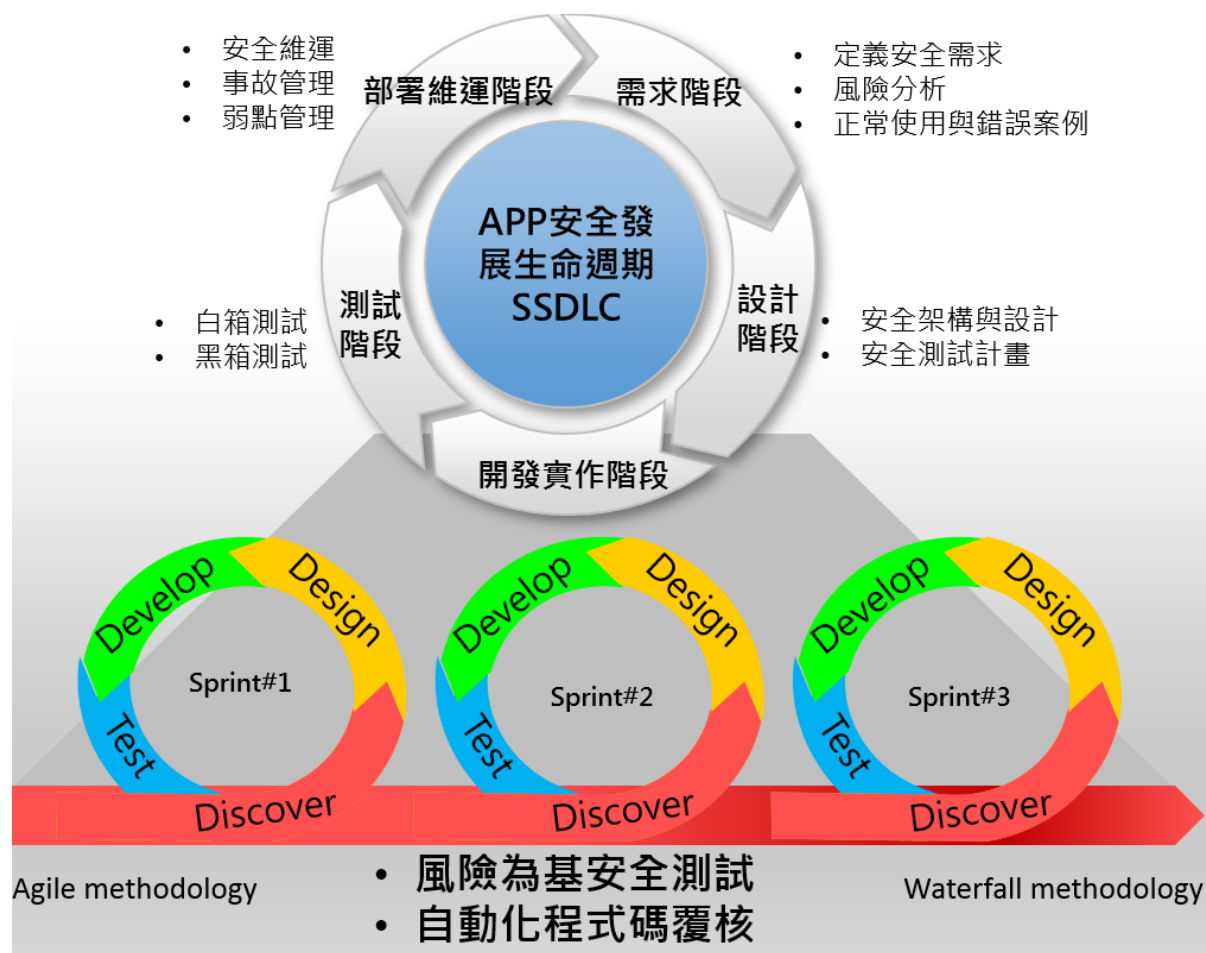 • 安全維運
• 事故管理
• 弱點管理
部署維運階段
需求階段
• 定義安全需求
• 風險分析
• 正常使用與錯誤案例
APP安全發
展生命週期
SSDLC
測試
階段
設計
階段
• 白箱測試
• 黑箱測試
• 安全架構與設計
• 安全測試計畫
開發實作階段
Develop
Design
Sprint#1
Test
Discover
Develop
Design
Sprint#2
Test
Discover
Develop
Design
Sprint#3
Test
Discover
Agile methodology
• 風險為基安全測試
• 自動化程式碼覆核
Waterfall methodology